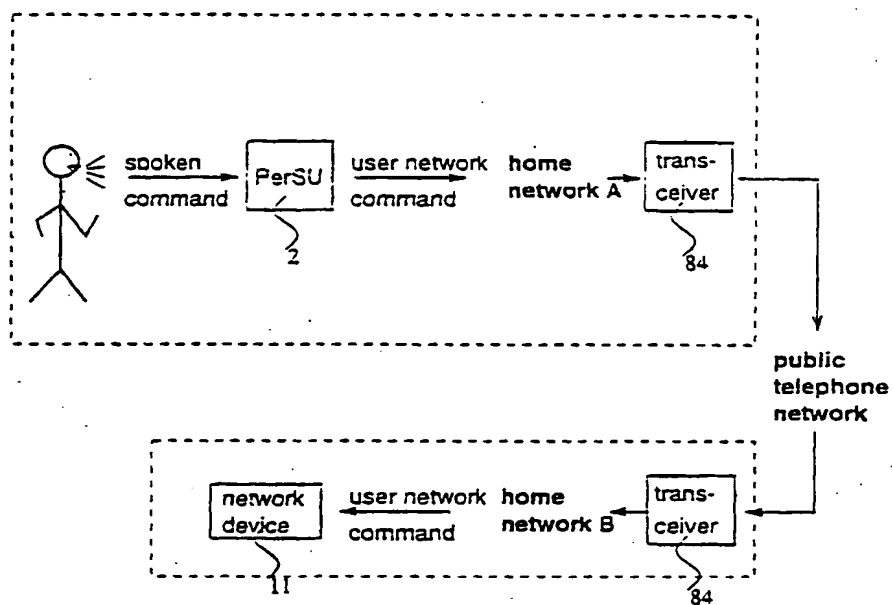 spoken
command
PerSU
2
user network
command
home
network A
trans-
ceiver
84
public
telephone
network
network
device
11
user network
command
home
network B
trans-
ceiver
84